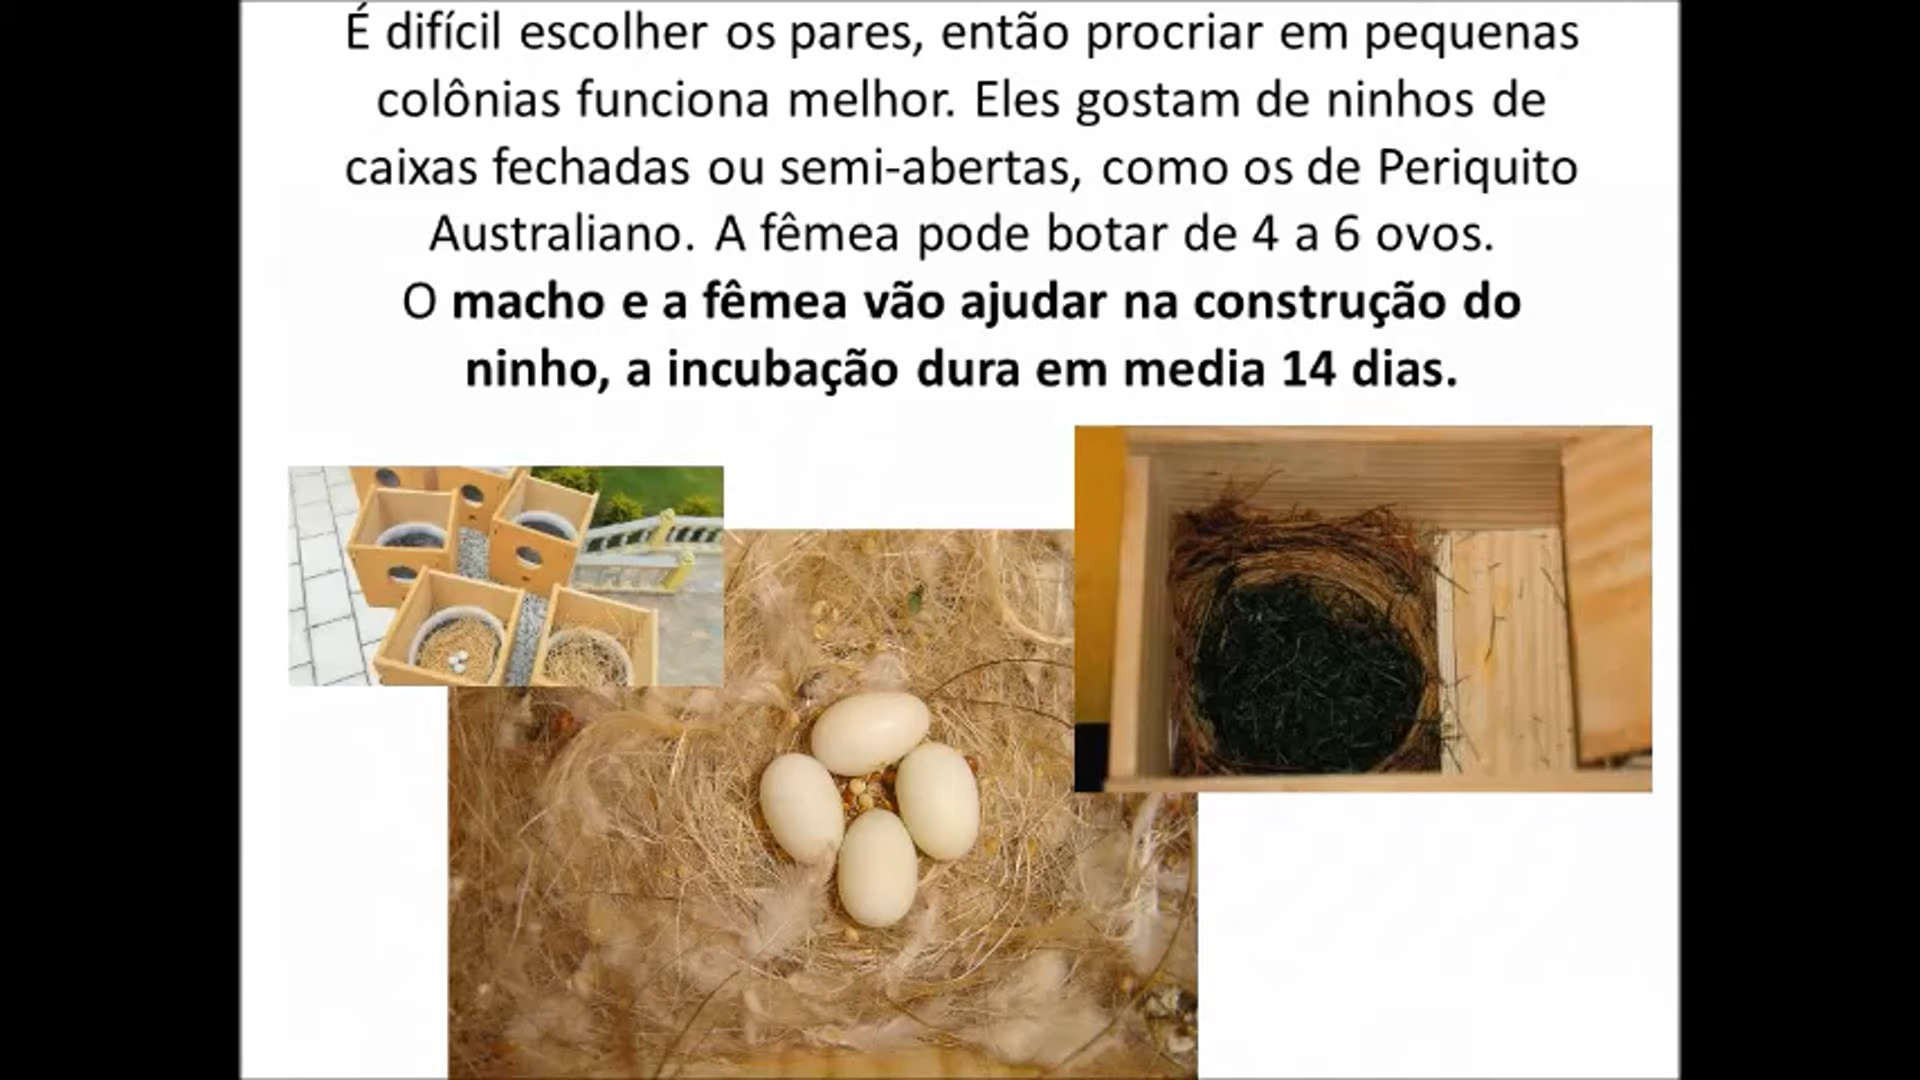 É difícil escolher os pares, então procriar em pequenas
colônias funciona melhor. Eles gostam de ninhos de
caixas fechadas ou semi-abertas, como os de Periquito
Australiano. A fêmea pode botar de 4 a 6 ovos.
O macho e a fêmea vão ajudar na construção do
ninho, a incubação dura em media 14 dias.